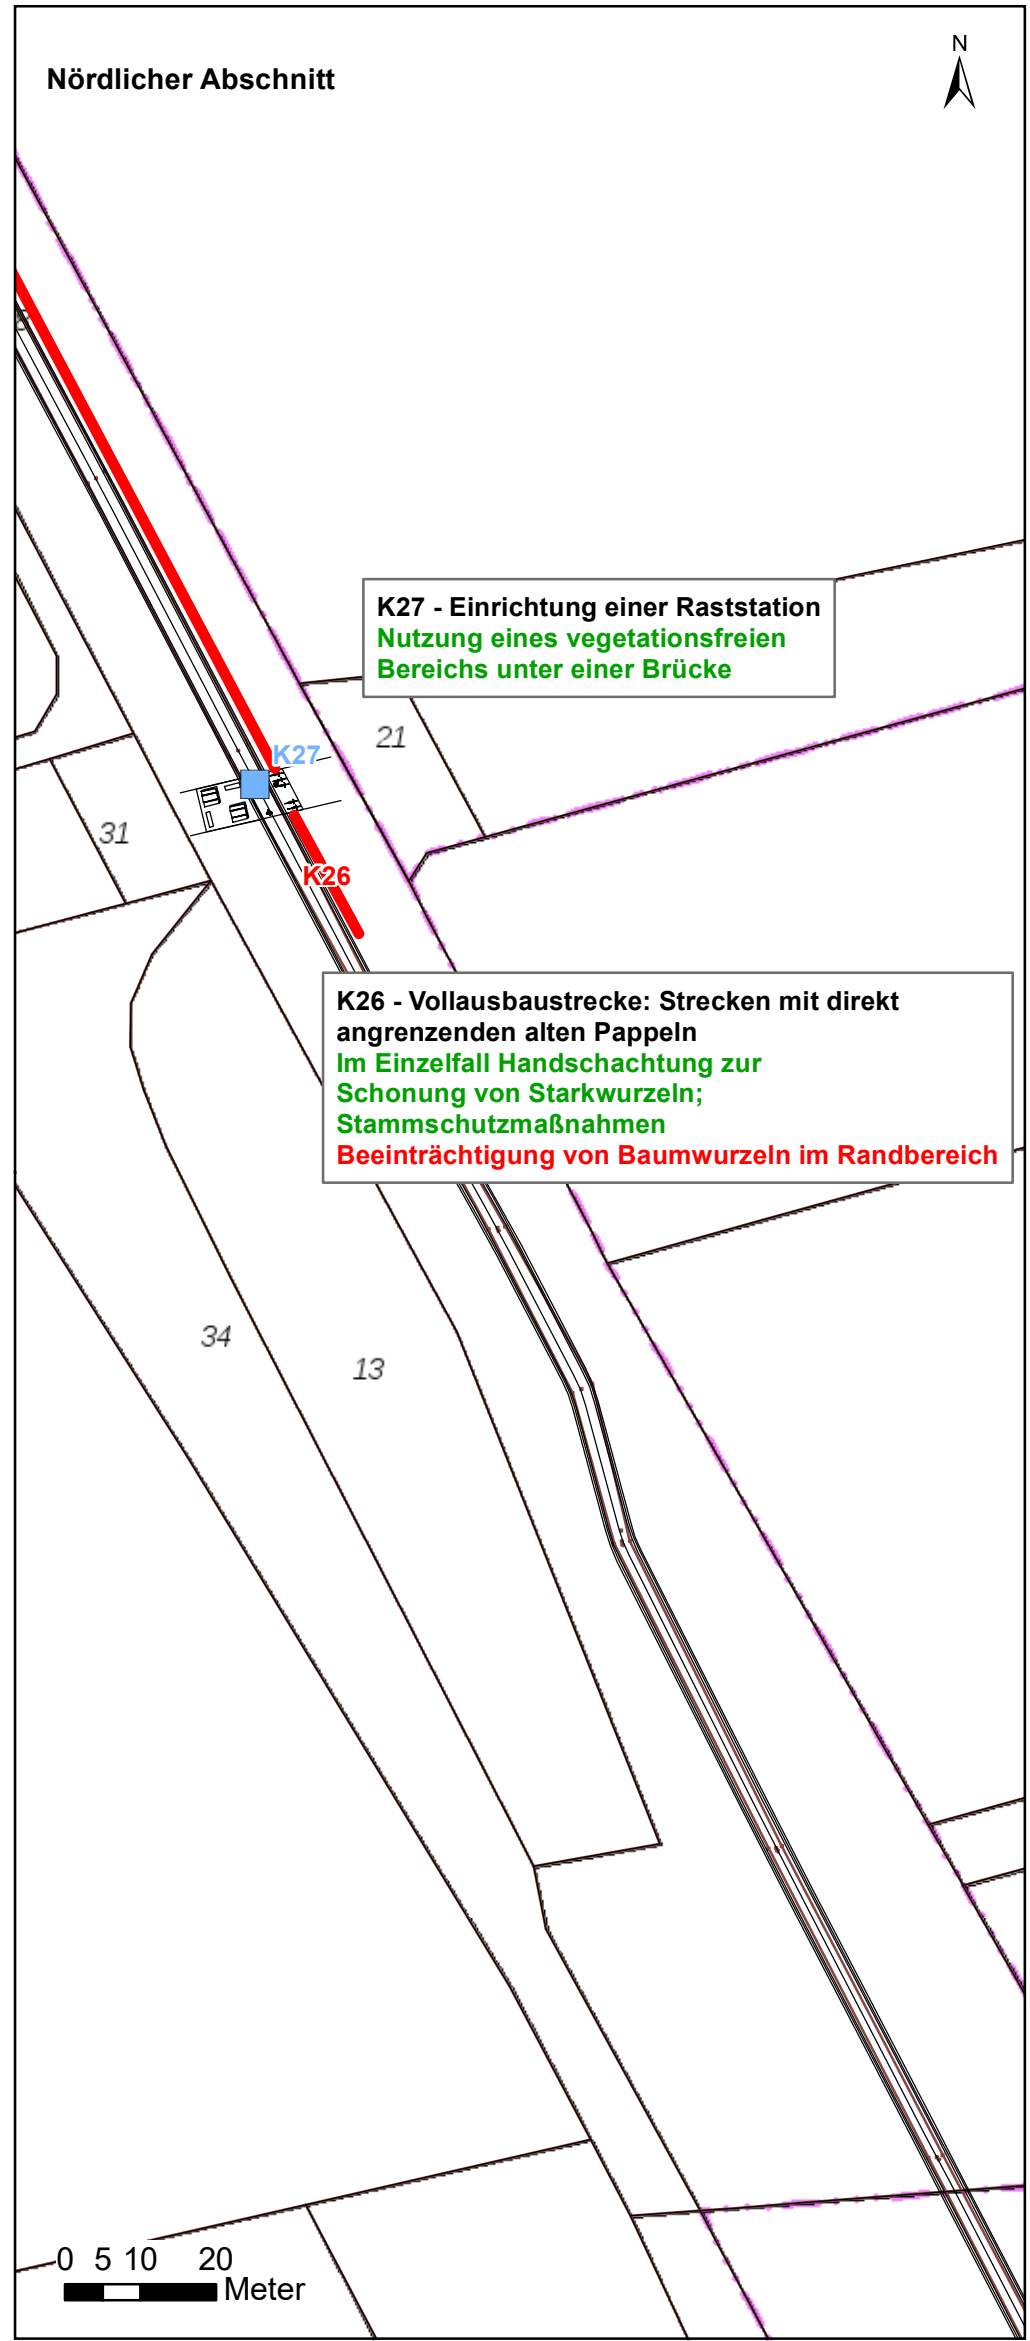 N
Nördlicher Abschnitt
K27 - Einrichtung einer Raststation
Nutzung eines vegetationsfreien
Bereichs unter einer Brücke
21
K27
31
K26
K26 - Vollausbaustrecke: Strecken mit direkt
angrenzenden alten Pappeln
Im Einzelfall Handschachtung zur
Schonung von Starkwurzeln;
Stammschutzmaßnahmen
Beeinträchtigung von Baumwurzeln im Randbereich
34
13
0 5 10 20
Meter